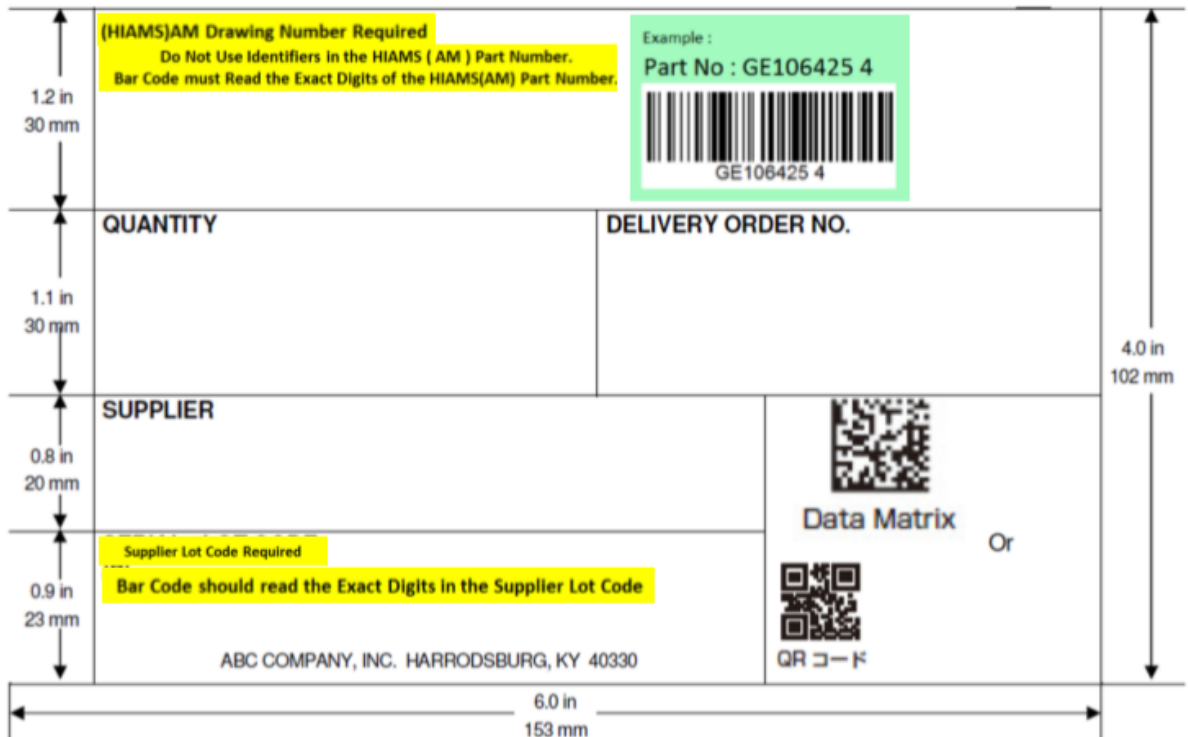 (HIAMS)AM Drawing Number Required
Do Not Use Identifiers in the HIAMS ( AM ) Part Number.
Bar Code must Read the Exact Digits of the HIAMS(AM) Part Number.
Example :
Part No : GE106425 4
GE106425 4
1.2 in
30 mm
QUANTITY
DELIVERY ORDER NO.
1.1 in
30 mm
4.0 in
102 mm
SUPPLIER
0.8 in
20 mm
Data Matrix
Or
Supplier Lot Code Required
Bar Code should read the Exact Digits in the Supplier Lot Code
0.9 in
23 mm
ABC COMPANY, INC. HARRODSBURG, KY 40330
QR コード
6.0 in
153 mm